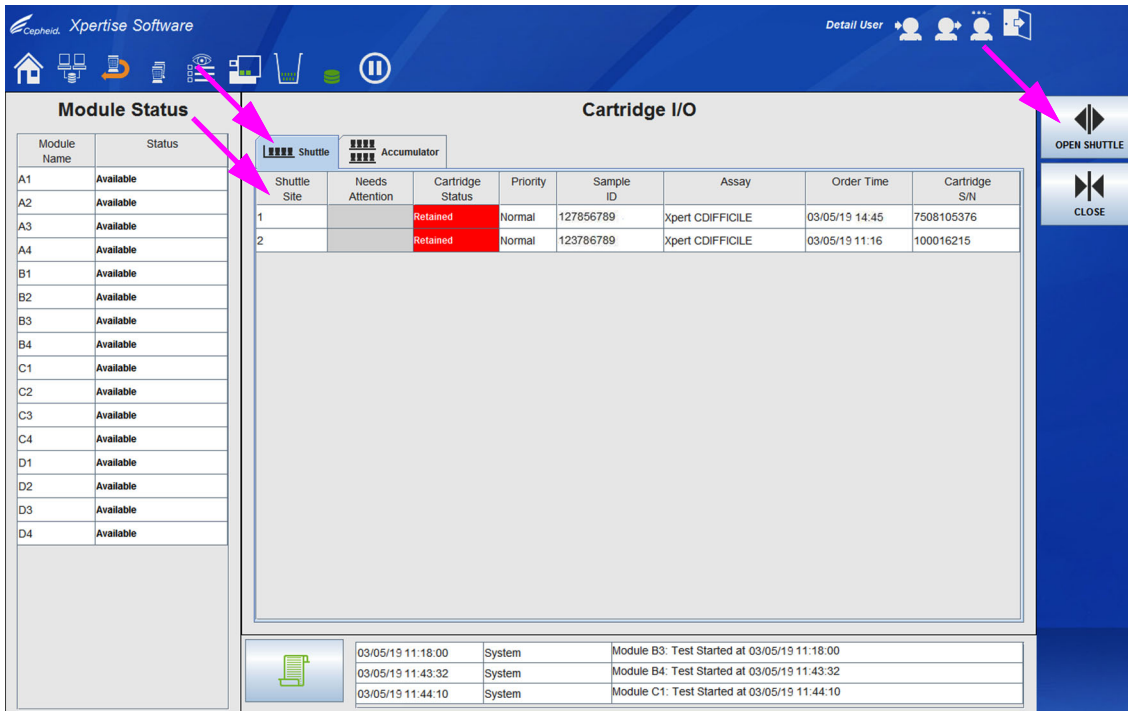 Cepheid. Xpertise Software
Detail User
Module Status
Cartridge I/O
OPEN SHUTTLE
CLOSE
Module Name Status
A1 Available
A2 Available
A3 Available
A4 Available
B1 Available
B2 Available
B3 Available
B4 Available
C1 Available
C2 Available
C3 Available
C4 Available
D1 Available
D2 Available
D3 Available
D4 Available
Shuttle Accumulator
Shuttle Site Needs Attention Cartridge Status Priority Sample ID Assay Order Time Cartridge S/N
1 Retained Normal 127856789 Xpert CDIFFICILE 03/05/19 14:45 7508105376
2 Retained Normal 123786789 Xpert CDIFFICILE 03/05/19 11:16 100016215
03/05/19 11:18:00 System Module B3: Test Started at 03/05/19 11:18:00
03/05/19 11:43:32 System Module B4: Test Started at 03/05/19 11:43:32
03/05/19 11:44:10 System Module C1: Test Started at 03/05/19 11:44:10